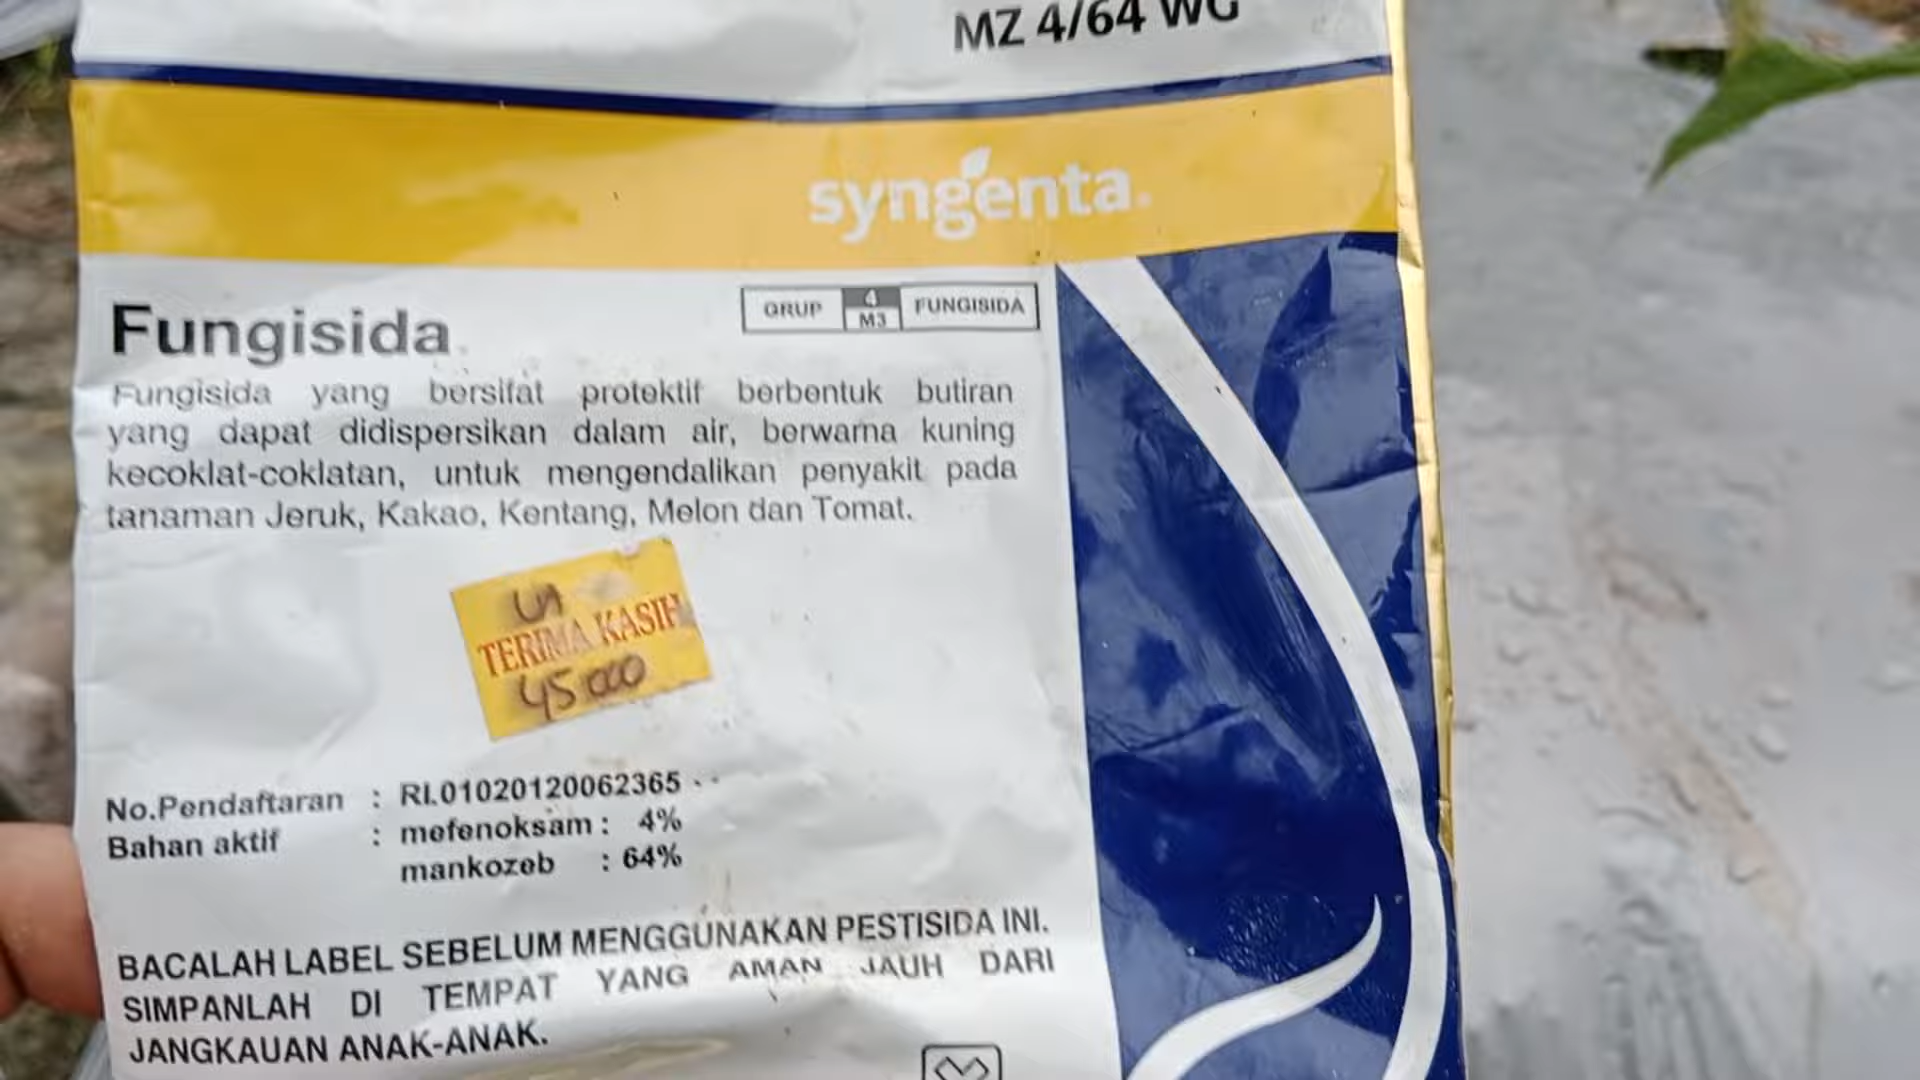 MZ 4/64 WG
syngenta.
Fungisida
GRUP 4 M3 FUNGISIDA
Fungisida yang bersifat protektif berbentuk butiran
yang dapat didispersikan dalam air, berwarna kuning
kecoklat-coklatan, untuk mengendalikan penyakit pada
tanaman Jeruk, Kakao, Kentang, Melon dan Tomat.
TERIMA KASIH
45000
No.Pendaftaran : RI.01020120062365
Bahan aktif : mefenoksam : 4%
mankozeb : 64%
BACALAH LABEL SEBELUM MENGGUNAKAN PESTISIDA INI.
SIMPANLAH DI TEMPAT YANG AMAN JAUH DARI
JANGKAUAN ANAK-ANAK.